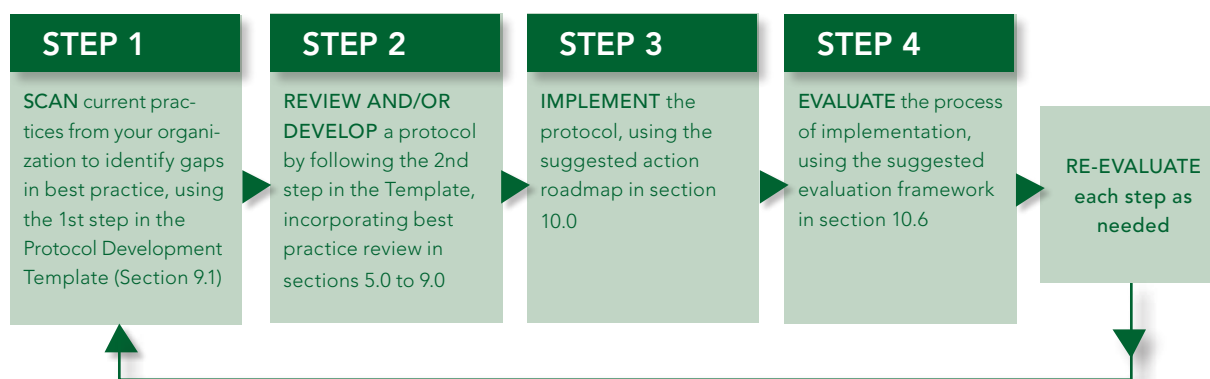 STEP 1
SCAN current prac-
tices from your organi-
zation to identify gaps
in best practice, using
the 1st step in the
Protocol Development
Template (Section 9.1)
STEP 2
REVIEW AND/OR
DEVELOP a protocol
by following the 2nd
step in the Template,
incorporating best
practice review in
sections 5.0 to 9.0
STEP 3
IMPLEMENT the
protocol, using the
suggested action
roadmap in section
10.0
STEP 4
EVALUATE the process
of implementation,
using the suggested
evaluation framework
in section 10.6
RE-EVALUATE
each step as
needed